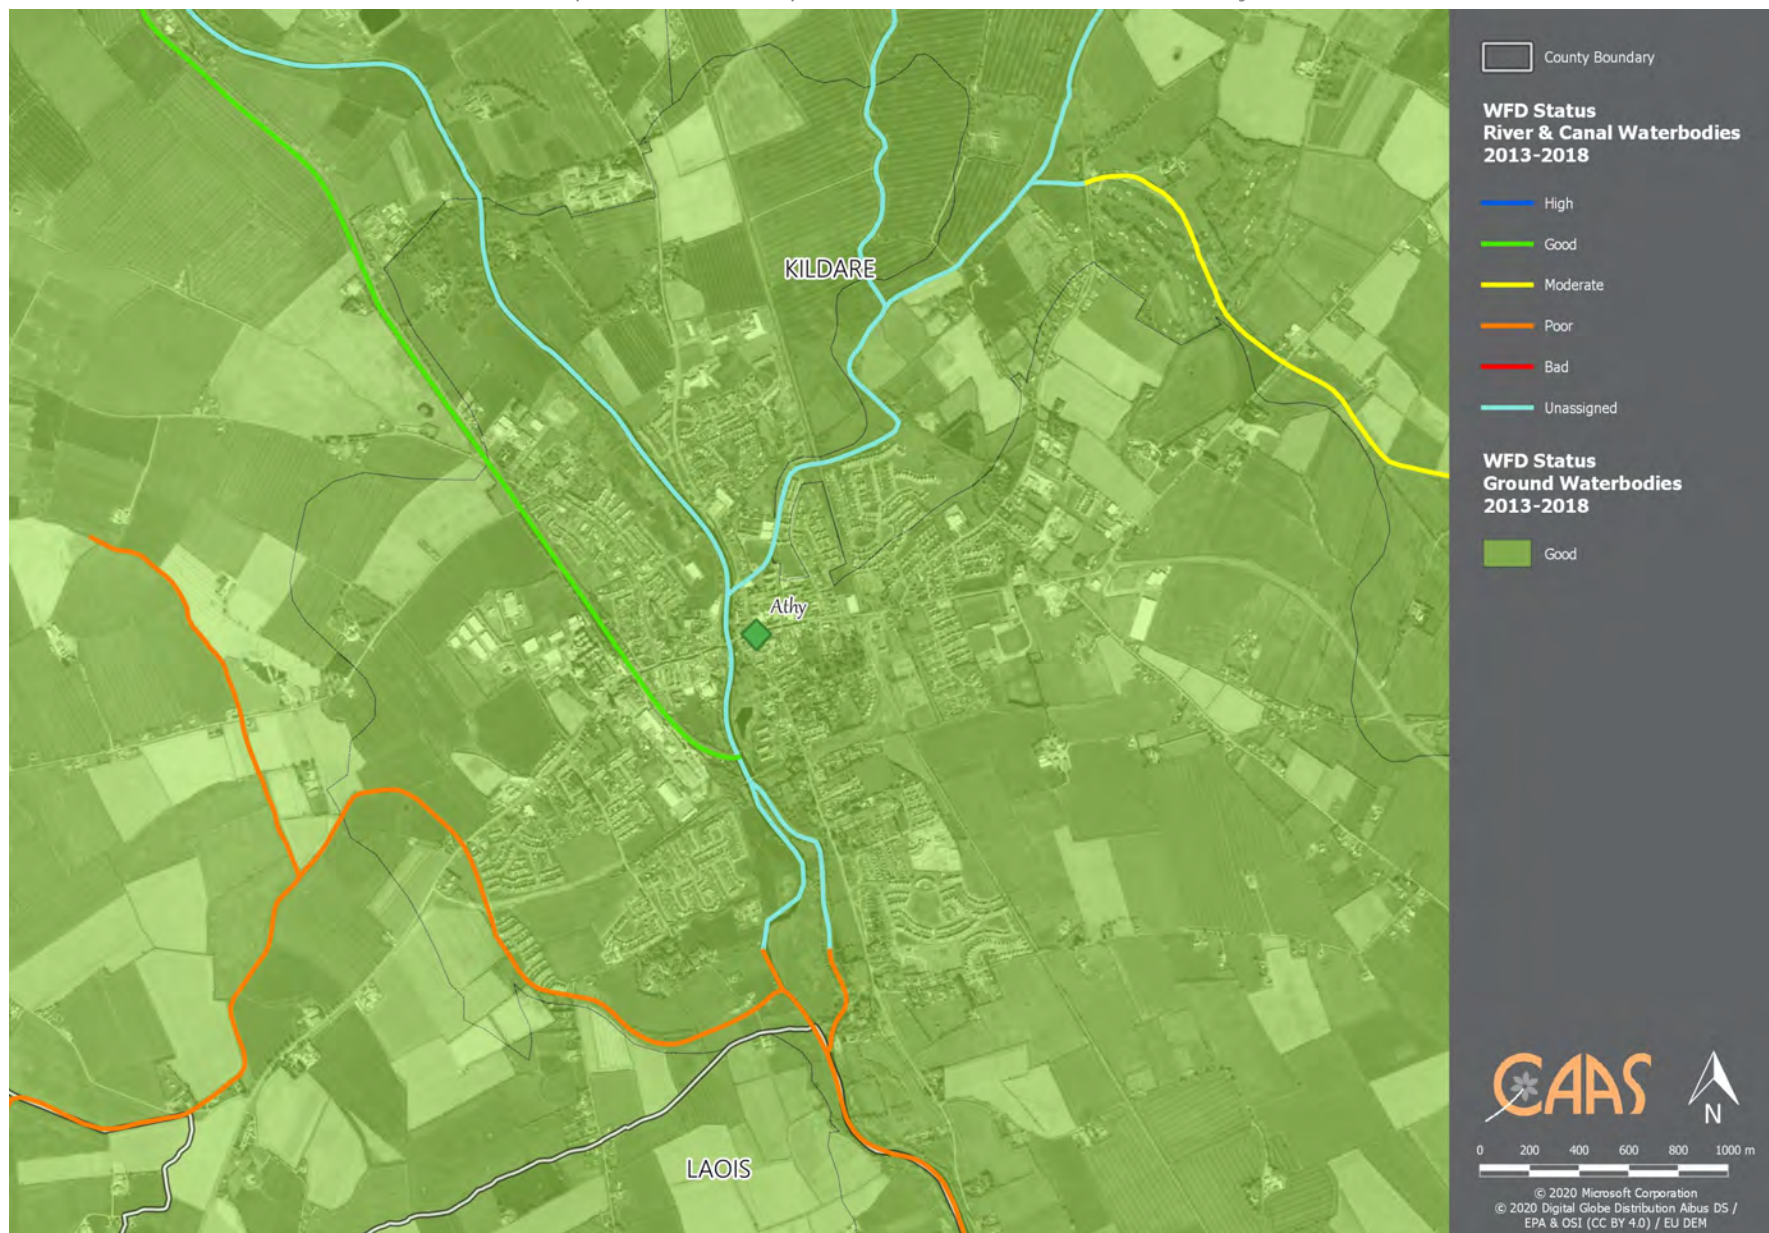 KILDARE
Athy
LAOIS
County Boundary
WFD Status
River & Canal Waterbodies
2013-2018
High
Good
Moderate
Poor
Bad
Unassigned
WFD Status
Ground Waterbodies
2013-2018
Good
CAAS
N
0 200 400 600 800 1000 m
© 2020 Microsoft Corporation
© 2020 Digital Globe Distribution Aibus DS /
EPA & OSI (CC BY 4.0) / EU DEM